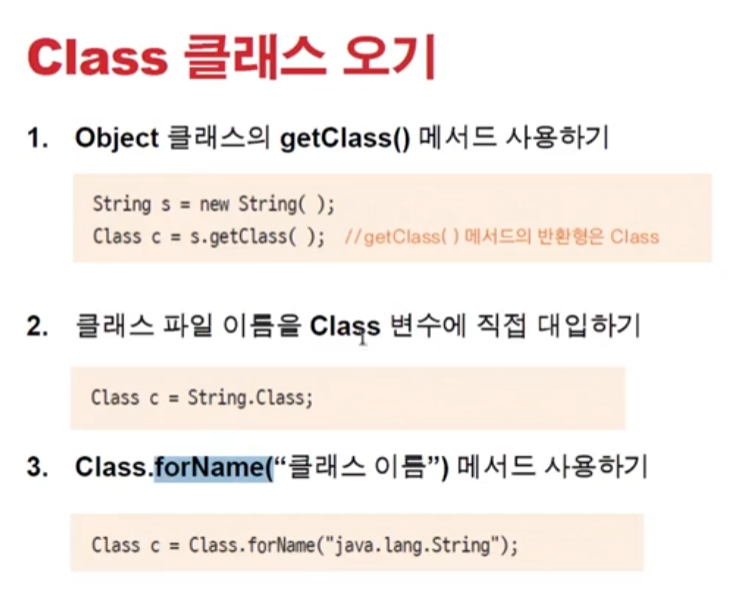 Class 클래스 오기
1. Object 클래스의 getClass() 메서드 사용하기
String s = new String( );
Class c = s.getClass( ); //getClass( ) 메서드의 반환형은 Class
2. 클래스 파일 이름을 Class 변수에 직접 대입하기
Class c = String.Class;
3. Class.forName(“클래스 이름”) 메서드 사용하기
Class c = Class.forName("java.lang.String");